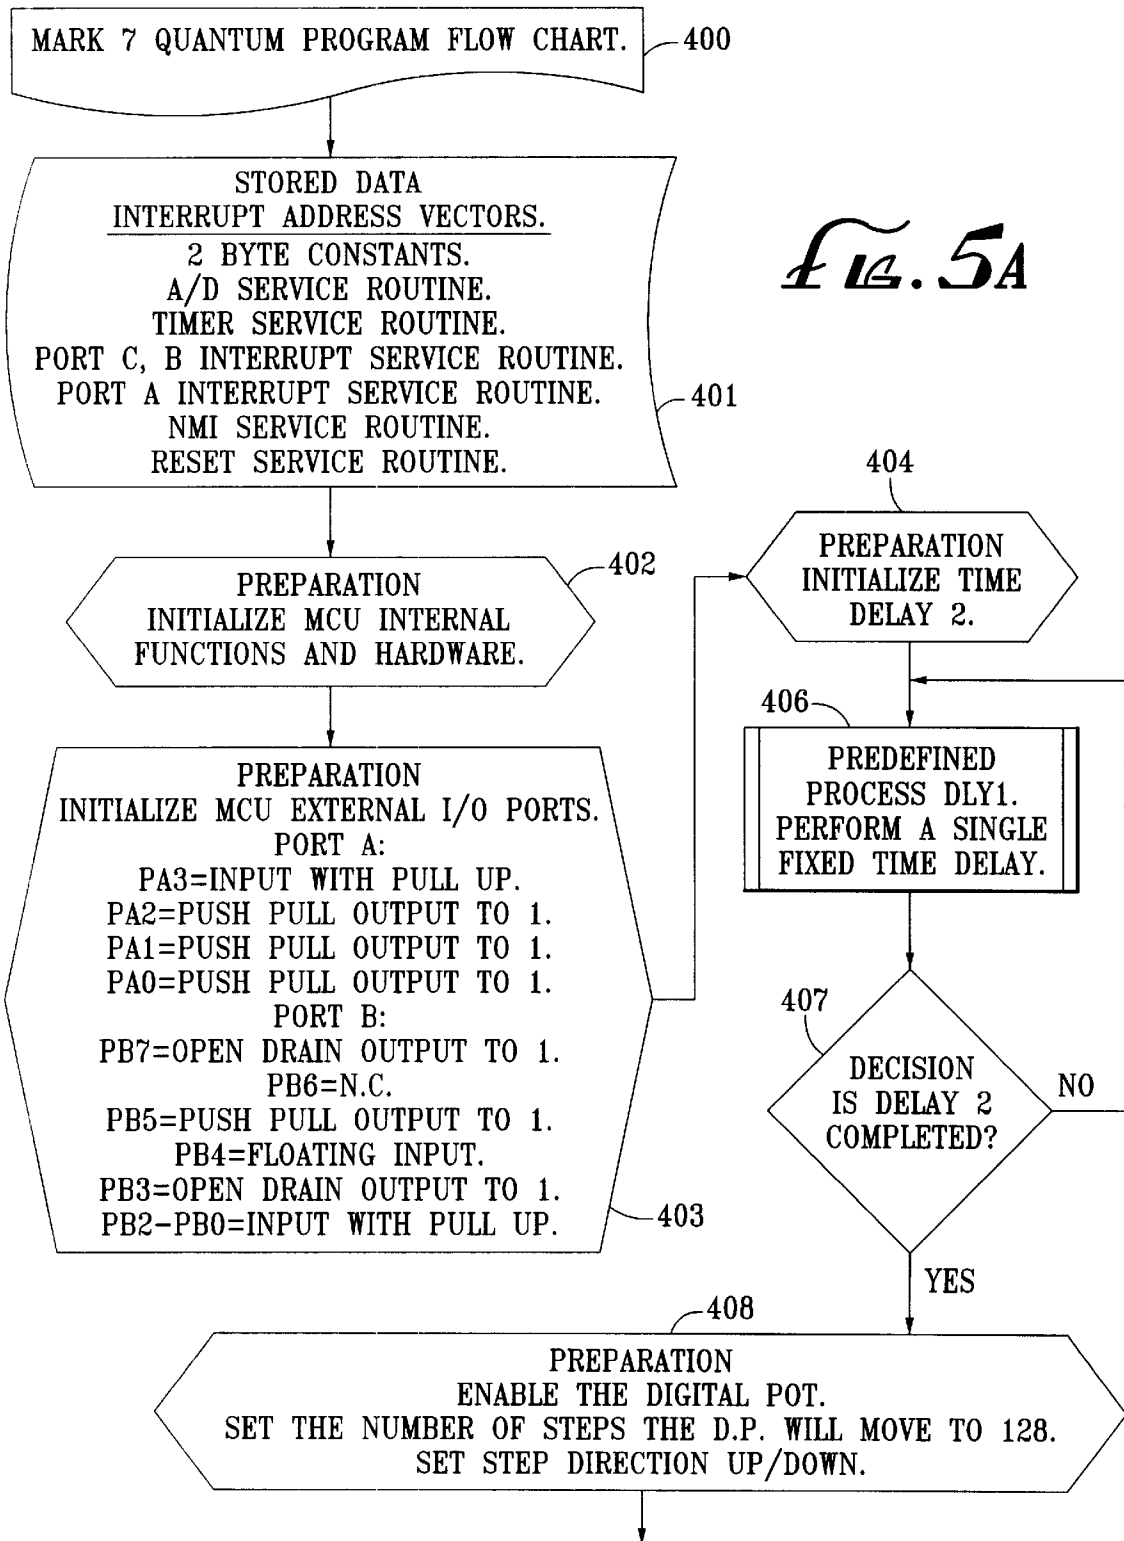 MARK 7 QUANTUM PROGRAM FLOW CHART.
400
STORED DATA
INTERRUPT ADDRESS VECTORS.
2 BYTE CONSTANTS.
A/D SERVICE ROUTINE.
TIMER SERVICE ROUTINE.
PORT C, B INTERRUPT SERVICE ROUTINE.
PORT A INTERRUPT SERVICE ROUTINE.
NMI SERVICE ROUTINE.
RESET SERVICE ROUTINE.
401
FIG. 5A
402
PREPARATION
INITIALIZE MCU INTERNAL
FUNCTIONS AND HARDWARE.
PREPARATION
INITIALIZE MCU EXTERNAL I/O PORTS.
PORT A:
PA3=INPUT WITH PULL UP.
PA2=PUSH PULL OUTPUT TO 1.
PA1=PUSH PULL OUTPUT TO 1.
PA0=PUSH PULL OUTPUT TO 1.
PORT B:
PB7=OPEN DRAIN OUTPUT TO 1.
PB6=N.C.
PB5=PUSH PULL OUTPUT TO 1.
PB4=FLOATING INPUT.
PB3=OPEN DRAIN OUTPUT TO 1.
PB2-PB0=INPUT WITH PULL UP.
403
404
PREPARATION
INITIALIZE TIME
DELAY 2.
406
PREDEFINED
PROCESS DLY1.
PERFORM A SINGLE
FIXED TIME DELAY.
407
DECISION
IS DELAY 2
COMPLETED?
NO
YES
408
PREPARATION
ENABLE THE DIGITAL POT.
SET THE NUMBER OF STEPS THE D.P. WILL MOVE TO 128.
SET STEP DIRECTION UP/DOWN.